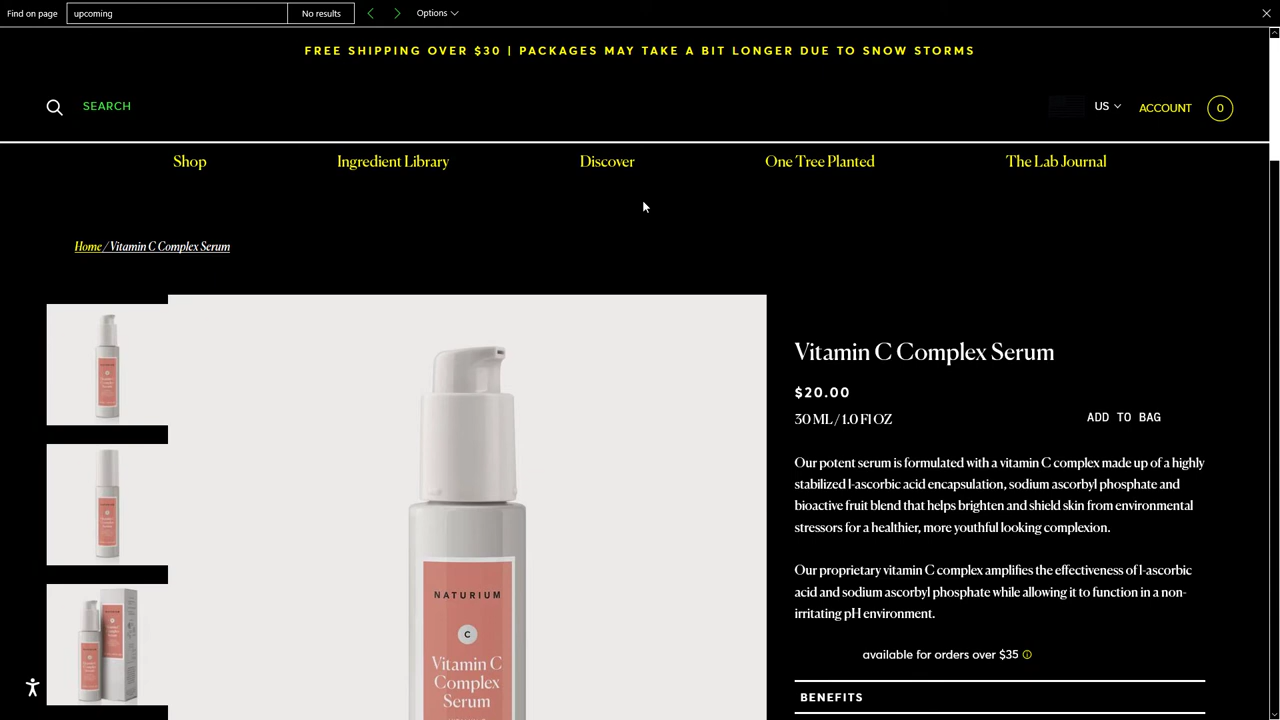 Find on page
upcoming
No results
Options
FREE SHIPPING OVER $30 | PACKAGES MAY TAKE A BIT LONGER DUE TO SNOW STORMS
SEARCH
US
ACCOUNT
0
Shop
Ingredient Library
Discover
One Tree Planted
The Lab Journal
Home / Vitamin C Complex Serum
Vitamin C Complex Serum
$20.00
30 ML / 1.0 Fl OZ
ADD TO BAG
Our potent serum is formulated with a vitamin C complex made up of a highly
stabilized l-ascorbic acid encapsulation, sodium ascorbyl phosphate and
bioactive fruit blend that helps brighten and shield skin from environmental
stressors for a healthier, more youthful looking complexion.
Our proprietary vitamin C complex amplifies the effectiveness of l-ascorbic
acid and sodium ascorbyl phosphate while allowing it to function in a non-
irritating pH environment.
available for orders over $35
BENEFITS
NATURIUM
C
Vitamin C
Complex
Serum